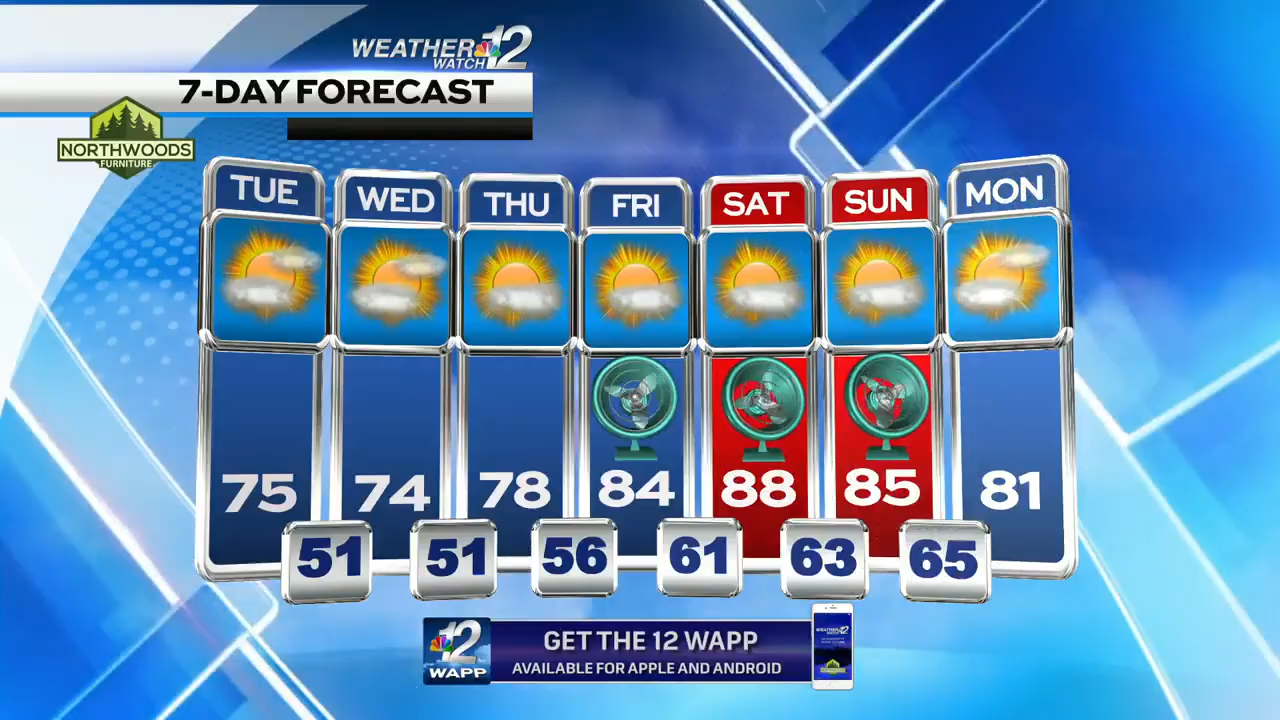 WEATHER 12
WATCH
7-DAY FORECAST
NORTHWOODS
FURNITURE
TUE WED THU FRI SAT SUN MON
75 74 78 84 88 85 81
51 51 56 61 63 65
12
WAPP
GET THE 12 WAPP
AVAILABLE FOR APPLE AND ANDROID
WEATHER 12